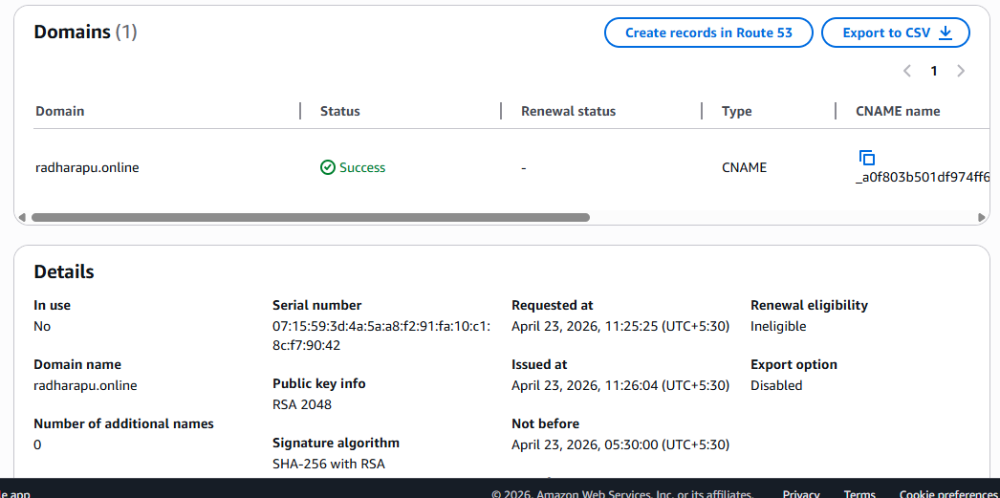 Domains (1)
Create records in Route 53
Export to CSV
1
Domain
Status
Renewal status
Type
CNAME name
radharapu.online
Success
-
CNAME
_a0f803b501df974ff6
Details
In use
No
Domain name
radharapu.online
Number of additional names
0
Serial number
07:15:59:3d:4a:5a:a8:f2:91:fa:10:c1:
8c:f7:90:42
Public key info
RSA 2048
Signature algorithm
SHA-256 with RSA
Requested at
April 23, 2026, 11:25:25 (UTC+5:30)
Issued at
April 23, 2026, 11:26:04 (UTC+5:30)
Not before
April 23, 2026, 05:30:00 (UTC+5:30)
Renewal eligibility
Ineligible
Export option
Disabled
e app
© 2026, Amazon Web Services, Inc. or its affiliates.
Privacy
Terms
Cookie preferences